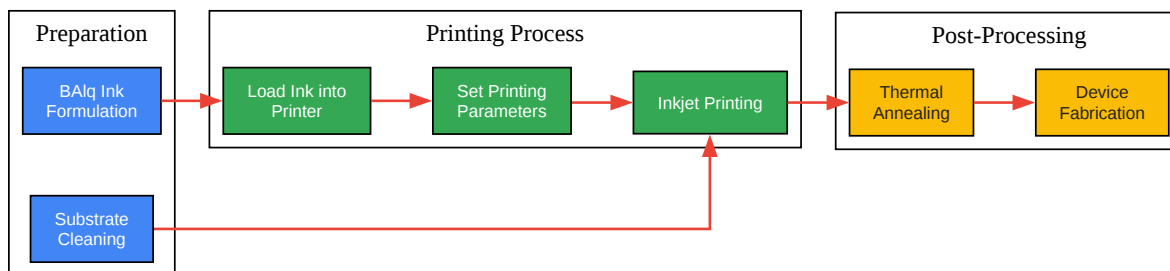 Preparation
BAlq Ink
Formulation
Substrate
Cleaning
Printing Process
Load Ink into
Printer
Set Printing
Parameters
Inkjet Printing
Post-Processing
Thermal
Annealing
Device
Fabrication